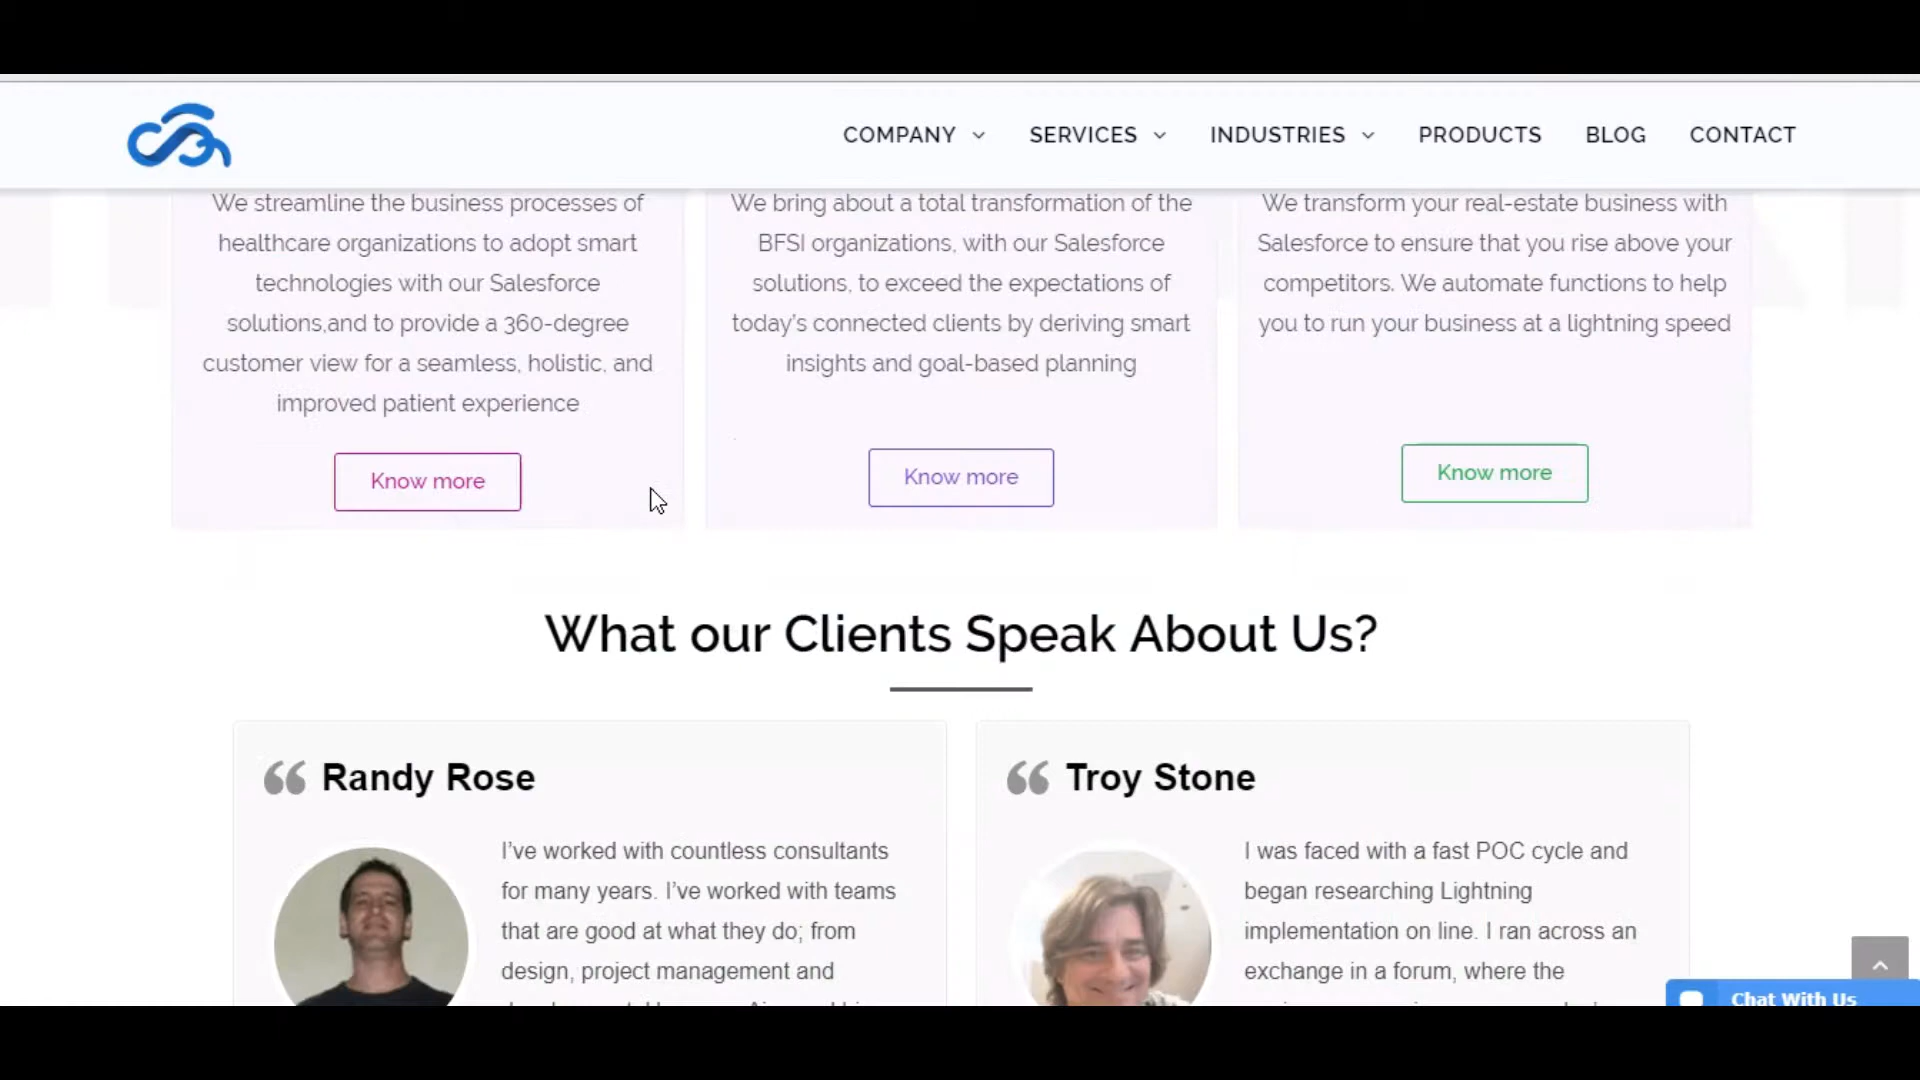 COMPANY SERVICES INDUSTRIES PRODUCTS BLOG CONTACT
We streamline the business processes of
healthcare organizations to adopt smart
technologies with our Salesforce
solutions,and to provide a 360-degree
customer view for a seamless, holistic, and
improved patient experience
Know more
We bring about a total transformation of the
BFSI organizations, with our Salesforce
solutions, to exceed the expectations of
today's connected clients by deriving smart
insights and goal-based planning
Know more
We transform your real-estate business with
Salesforce to ensure that you rise above your
competitors. We automate functions to help
you to run your business at a lightning speed
Know more
What our Clients Speak About Us?
Randy Rose
I've worked with countless consultants
for many years. I've worked with teams
that are good at what they do; from
design, project management and
Troy Stone
I was faced with a fast POC cycle and
began researching Lightning
implementation on line. I ran across an
exchange in a forum, where the
Chat With Us